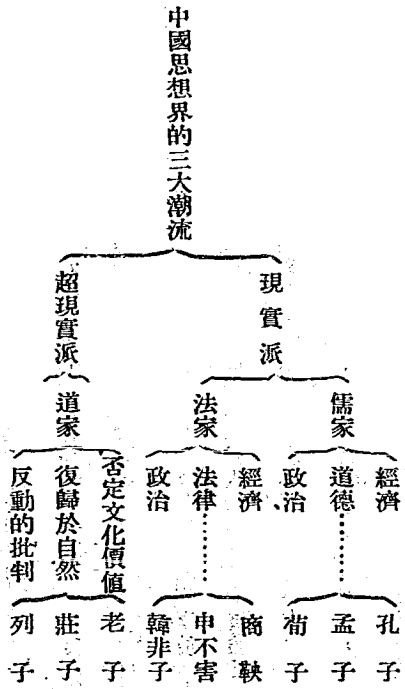 中國思想界的三大潮流
現實派
超現實派
儒家
法家
道家
經濟
道德………
政治
經濟
法律………
政治
否定文化價值
復歸於自然
反動的批判
孔子
孟子
荀子
商鞅
申不害
韓非子
老子
莊子
列子